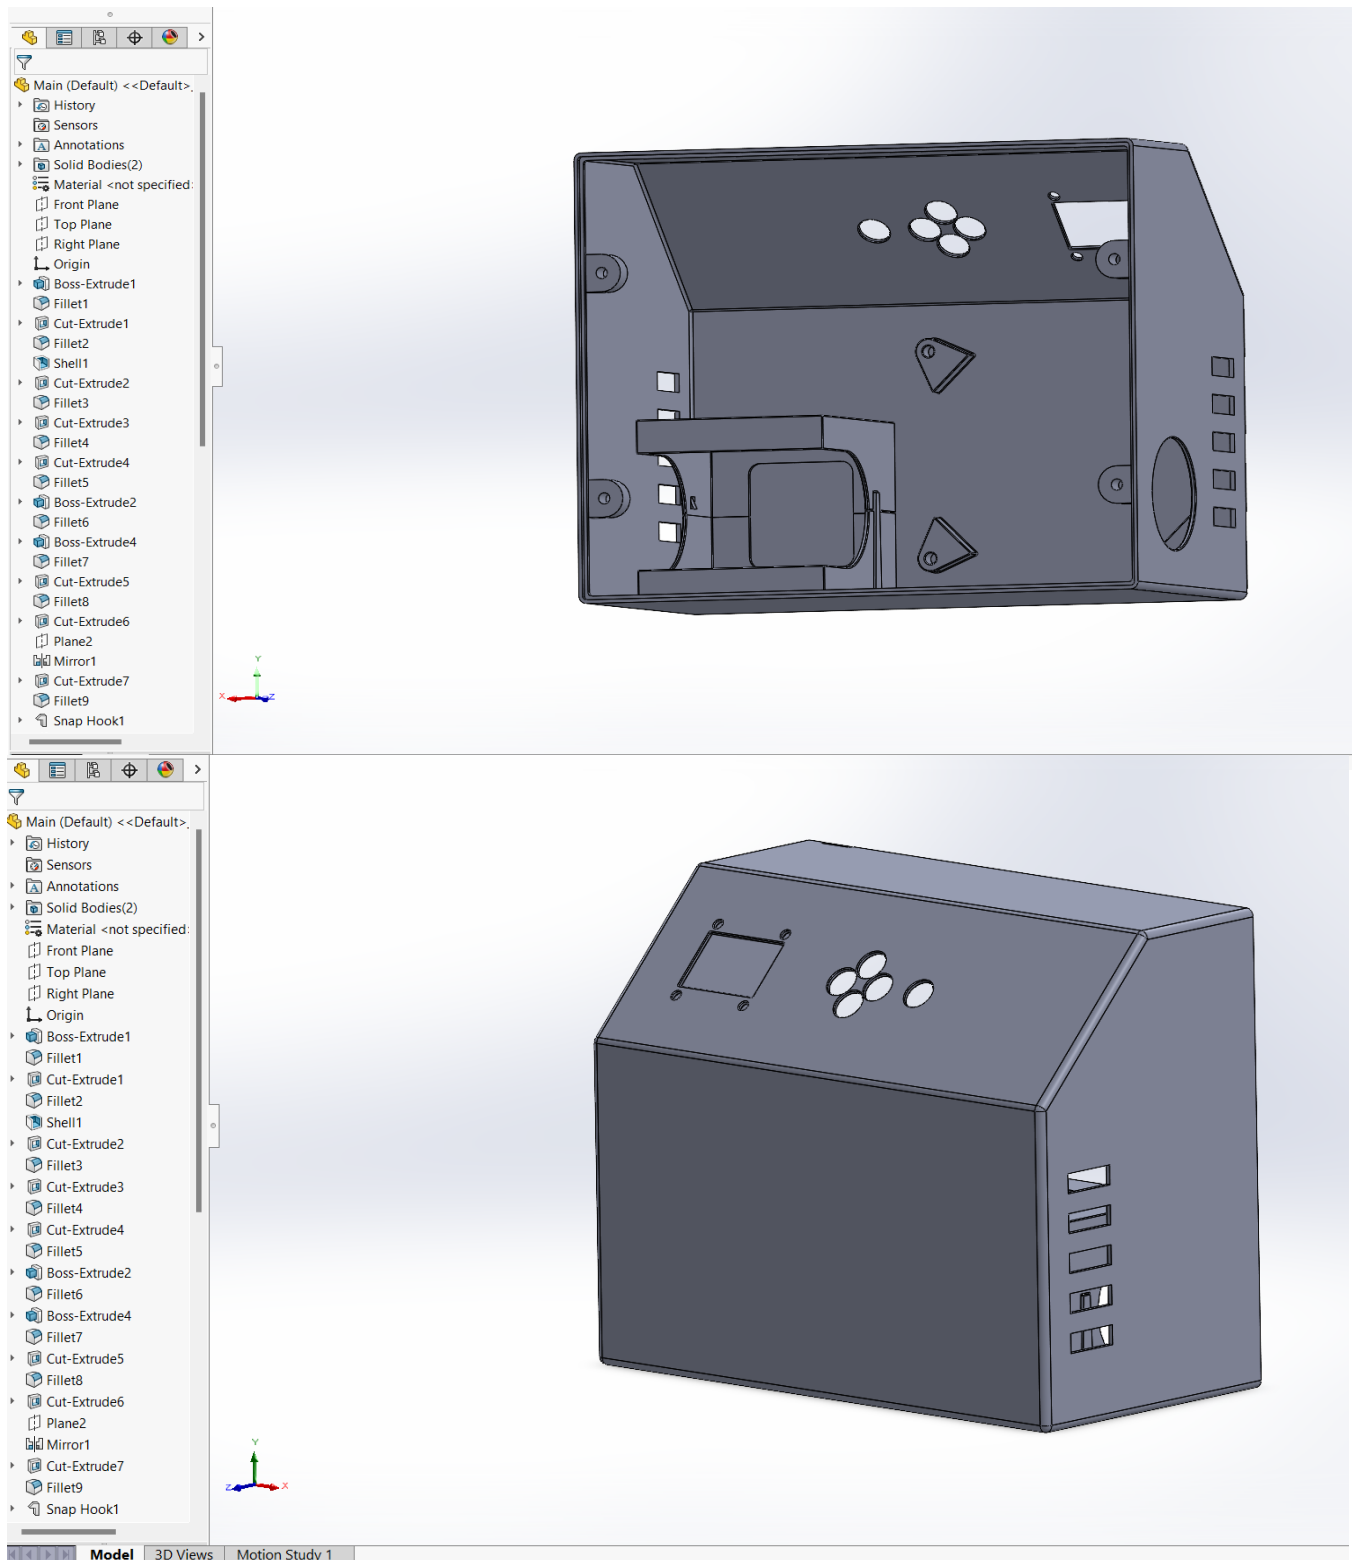 Main (Default) <<Default>_
History
Sensors
Annotations
Solid Bodies(2)
Material <not specified>
Front Plane
Top Plane
Right Plane
Origin
Boss-Extrude1
Fillet1
Cut-Extrude1
Fillet2
Shell1
Cut-Extrude2
Fillet3
Cut-Extrude3
Fillet4
Cut-Extrude4
Fillet5
Boss-Extrude2
Fillet6
Boss-Extrude4
Fillet7
Cut-Extrude5
Fillet8
Cut-Extrude6
Plane2
Mirror1
Cut-Extrude7
Fillet9
Snap Hook1
Y
X
Z
Main (Default) <<Default>_
History
Sensors
Annotations
Solid Bodies(2)
Material <not specified>
Front Plane
Top Plane
Right Plane
Origin
Boss-Extrude1
Fillet1
Cut-Extrude1
Fillet2
Shell1
Cut-Extrude2
Fillet3
Cut-Extrude3
Fillet4
Cut-Extrude4
Fillet5
Boss-Extrude2
Fillet6
Boss-Extrude4
Fillet7
Cut-Extrude5
Fillet8
Cut-Extrude6
Plane2
Mirror1
Cut-Extrude7
Fillet9
Snap Hook1
Y
Z
X
Model 3D Views Motion Study 1